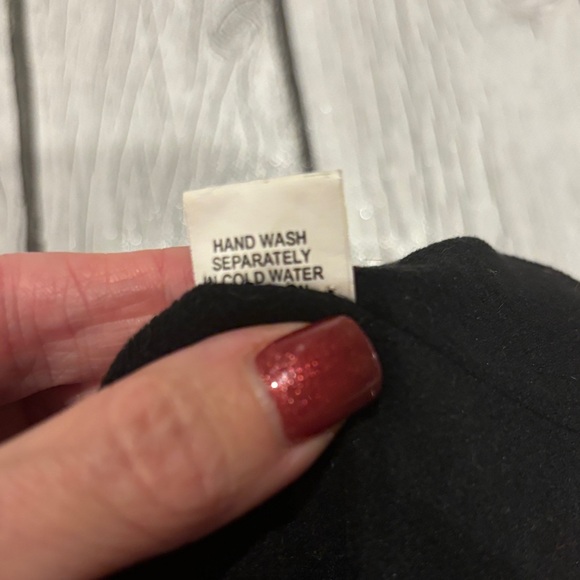 HAND WASH
SEPARATELY
IN COLD WATER